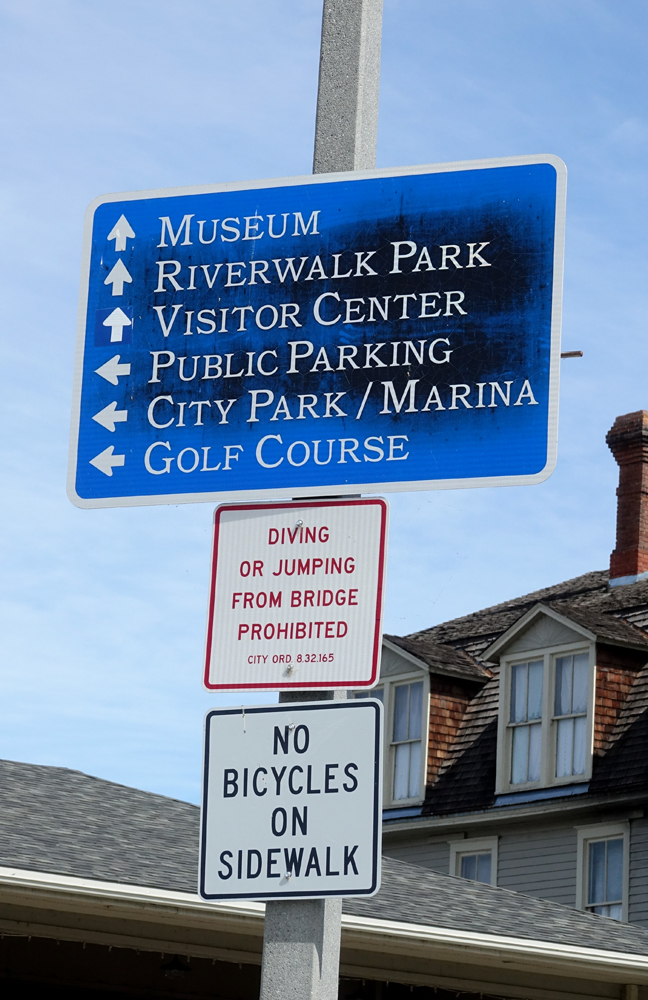 MUSEUM
RIVERWALK PARK
VISITOR CENTER
PUBLIC PARKING
CITY PARK / MARINA
GOLF COURSE
DIVING
OR JUMPING
FROM BRIDGE
PROHIBITED
CITY ORD. 8.32.165
NO
BICYCLES
ON
SIDEWALK